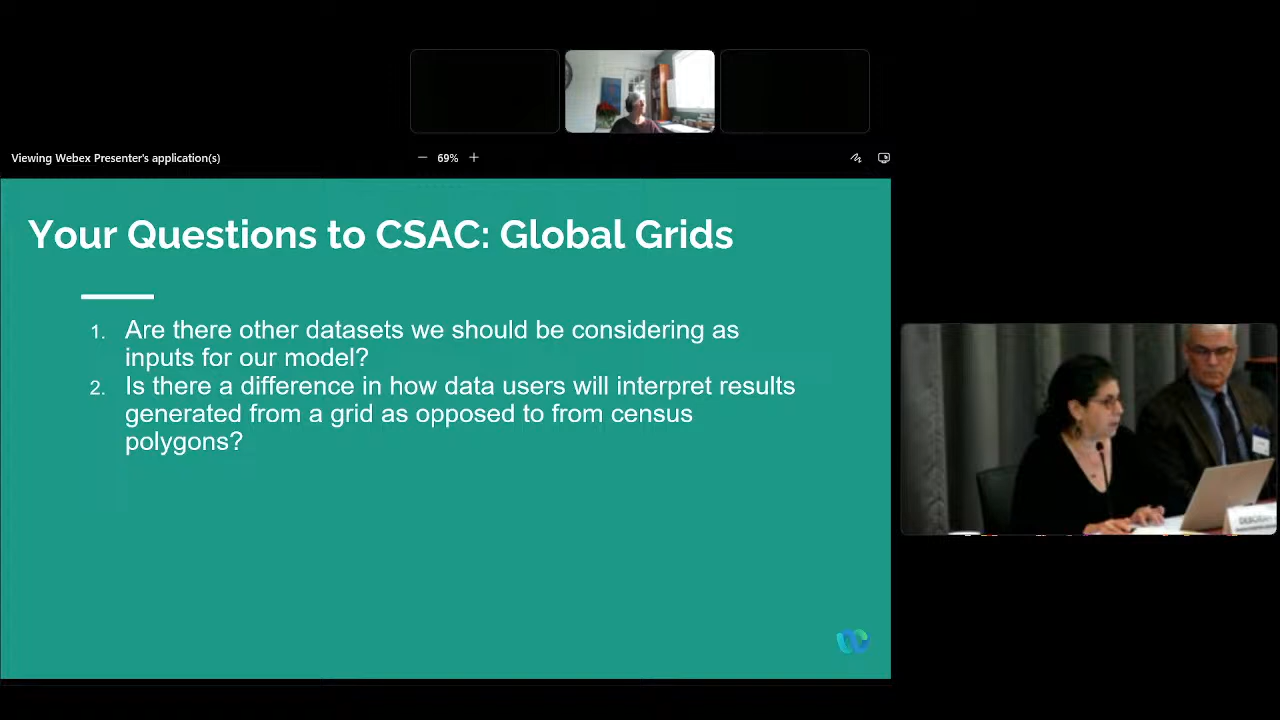 Viewing Webex Presenter's application(s)
69%
Your Questions to CSAC: Global Grids
1. Are there other datasets we should be considering as
inputs for our model?
2. Is there a difference in how data users will interpret results
generated from a grid as opposed to from census
polygons?
DEBORAH